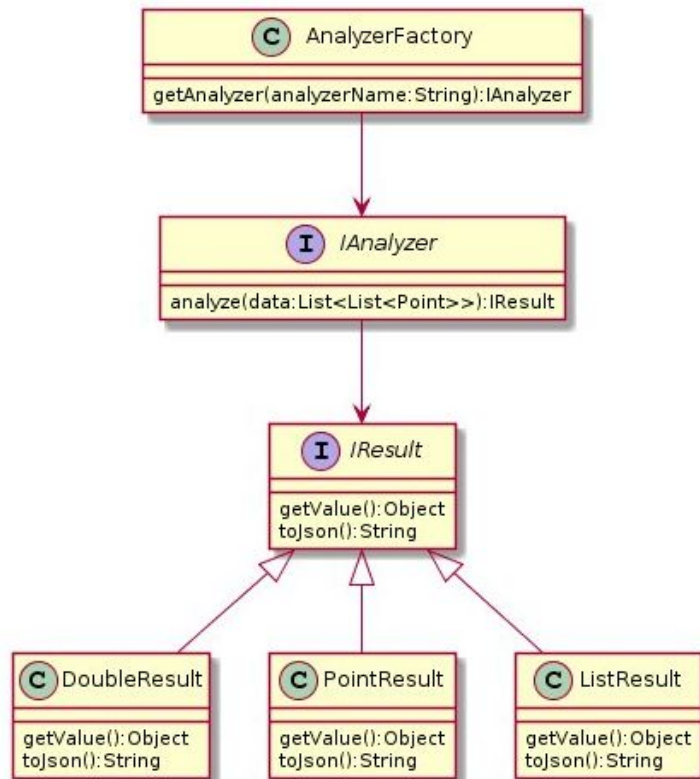 C AnalyzerFactory
getAnalyzer(analyzerName:String):IAnalyzer
I IAnalyzer
analyze(data:List<List<Point>>):IResult
I IResult
getValue():Object
toJson():String
C DoubleResult
getValue():Object
toJson():String
C PointResult
getValue():Object
toJson():String
C ListResult
getValue():Object
toJson():String